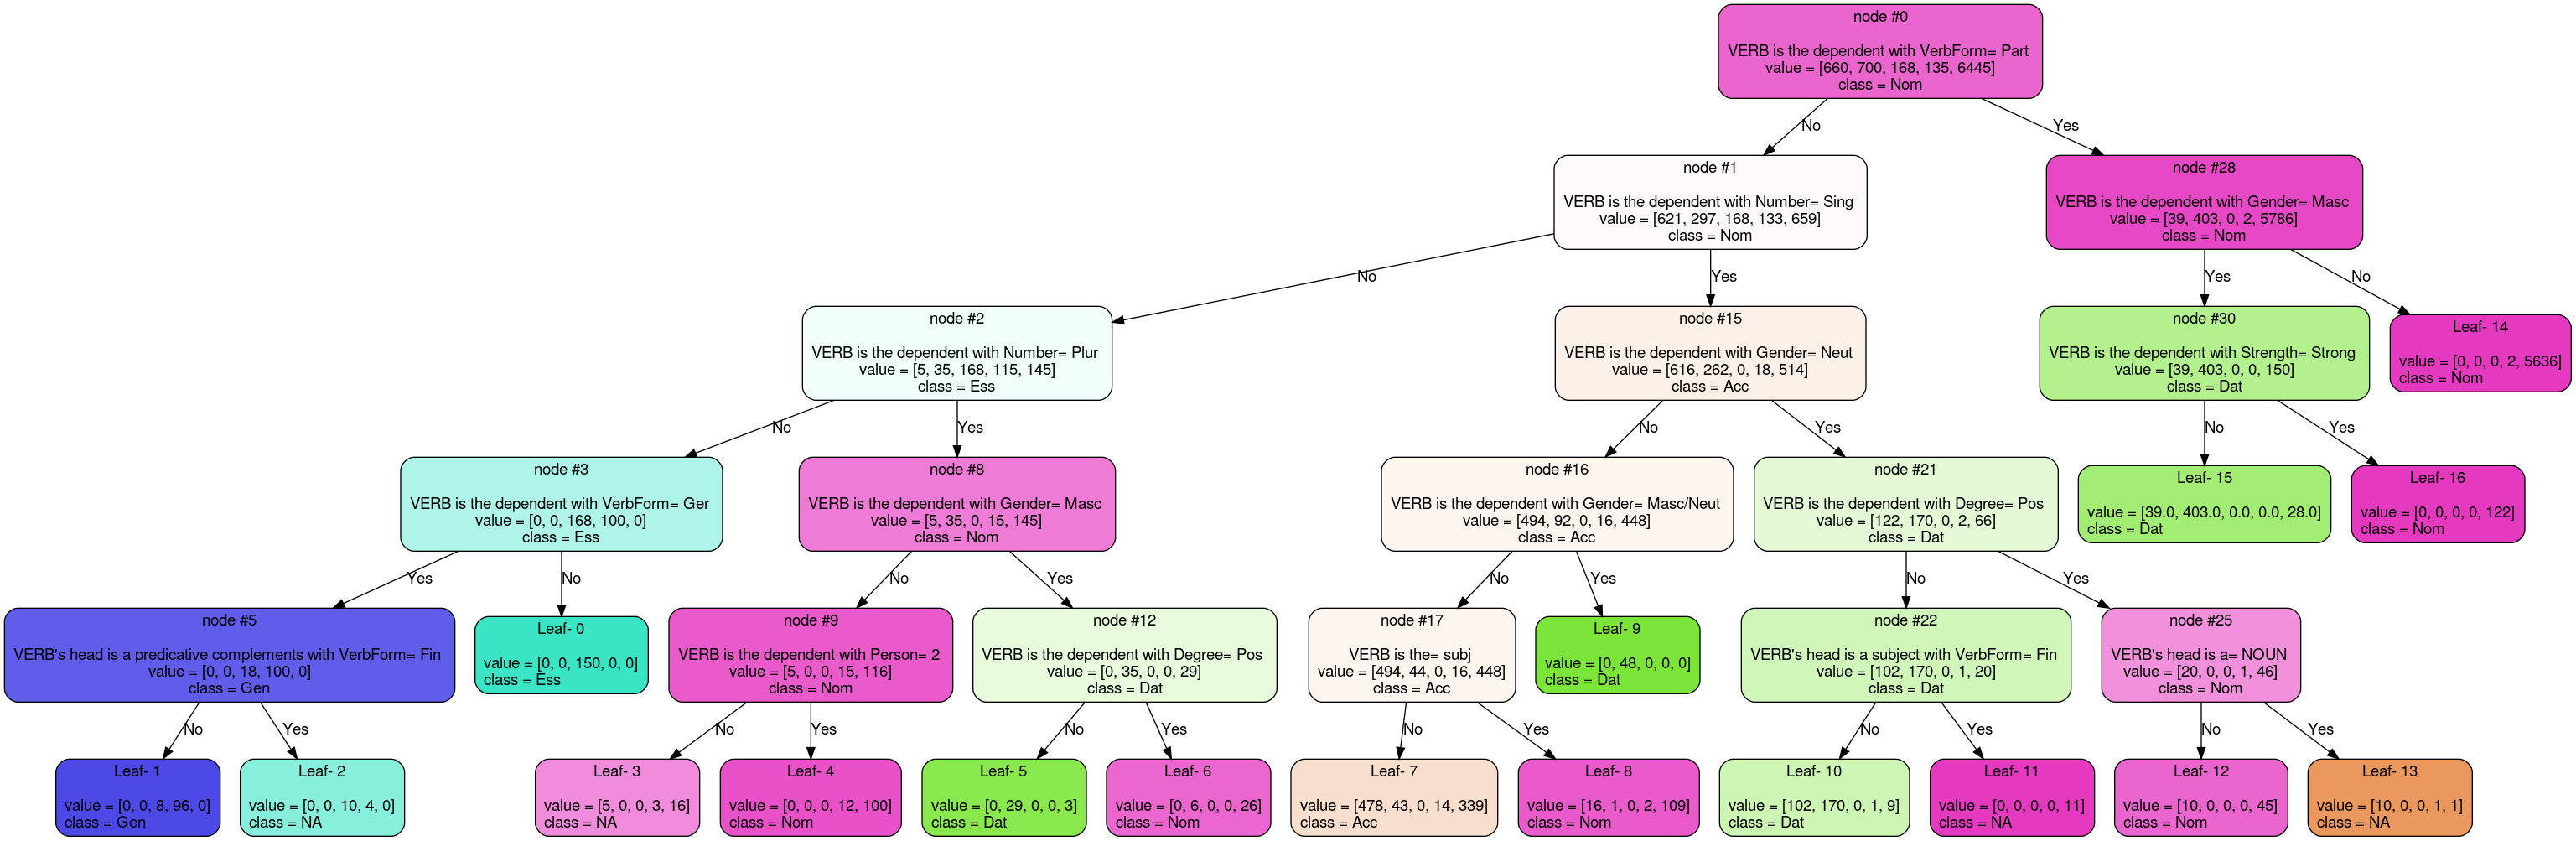 node #0
VERB is the dependent with VerbForm= Part
value = [660, 700, 168, 135, 6445]
class = Nom
No
Yes
node #1
VERB is the dependent with Number= Sing
value = [621, 297, 168, 133, 659]
class = Nom
node #28
VERB is the dependent with Gender= Masc
value = [39, 403, 0, 2, 5786]
class = Nom
No
Yes
Yes
No
node #2
VERB is the dependent with Number= Plur
value = [5, 35, 168, 115, 145]
class = Ess
node #15
VERB is the dependent with Gender= Neut
value = [616, 262, 0, 18, 514]
class = Acc
node #30
VERB is the dependent with Strength= Strong
value = [39, 403, 0, 0, 150]
class = Dat
Leaf- 14
value = [0, 0, 0, 2, 5636]
class = Nom
No
Yes
No
Yes
No
Yes
node #3
VERB is the dependent with VerbForm= Ger
value = [0, 0, 168, 100, 0]
class = Ess
node #8
VERB is the dependent with Gender= Masc
value = [5, 35, 0, 15, 145]
class = Nom
node #16
VERB is the dependent with Gender= Masc/Neut
value = [494, 92, 0, 16, 448]
class = Acc
node #21
VERB is the dependent with Degree= Pos
value = [122, 170, 0, 2, 66]
class = Dat
Leaf- 15
value = [39.0, 403.0, 0.0, 0.0, 28.0]
class = Dat
Leaf- 16
value = [0, 0, 0, 0, 122]
class = Nom
Yes
No
No
Yes
No
Yes
No
Yes
node #5
VERB's head is a predicative complements with VerbForm= Fin
value = [0, 0, 18, 100, 0]
class = Gen
Leaf- 0
value = [0, 0, 150, 0, 0]
class = Ess
node #9
VERB is the dependent with Person= 2
value = [5, 0, 0, 15, 116]
class = Nom
node #12
VERB is the dependent with Degree= Pos
value = [0, 35, 0, 0, 29]
class = Dat
node #17
VERB is the= subj
value = [494, 44, 0, 16, 448]
class = Acc
Leaf- 9
value = [0, 48, 0, 0, 0]
class = Dat
node #22
VERB's head is a subject with VerbForm= Fin
value = [102, 170, 0, 1, 20]
class = Dat
node #25
VERB's head is a= NOUN
value = [20, 0, 0, 1, 46]
class = Nom
No
Yes
No
Yes
No
Yes
No
Yes
No
Yes
No
Yes
Leaf- 1
value = [0, 0, 8, 96, 0]
class = Gen
Leaf- 2
value = [0, 0, 10, 4, 0]
class = NA
Leaf- 3
value = [5, 0, 0, 3, 16]
class = NA
Leaf- 4
value = [0, 0, 0, 12, 100]
class = Nom
Leaf- 5
value = [0, 29, 0, 0, 3]
class = Dat
Leaf- 6
value = [0, 6, 0, 0, 26]
class = Nom
Leaf- 7
value = [478, 43, 0, 14, 339]
class = Acc
Leaf- 8
value = [16, 1, 0, 2, 109]
class = Nom
Leaf- 10
value = [102, 170, 0, 1, 9]
class = Dat
Leaf- 11
value = [0, 0, 0, 0, 11]
class = NA
Leaf- 12
value = [10, 0, 0, 0, 45]
class = Nom
Leaf- 13
value = [10, 0, 0, 1, 1]
class = NA